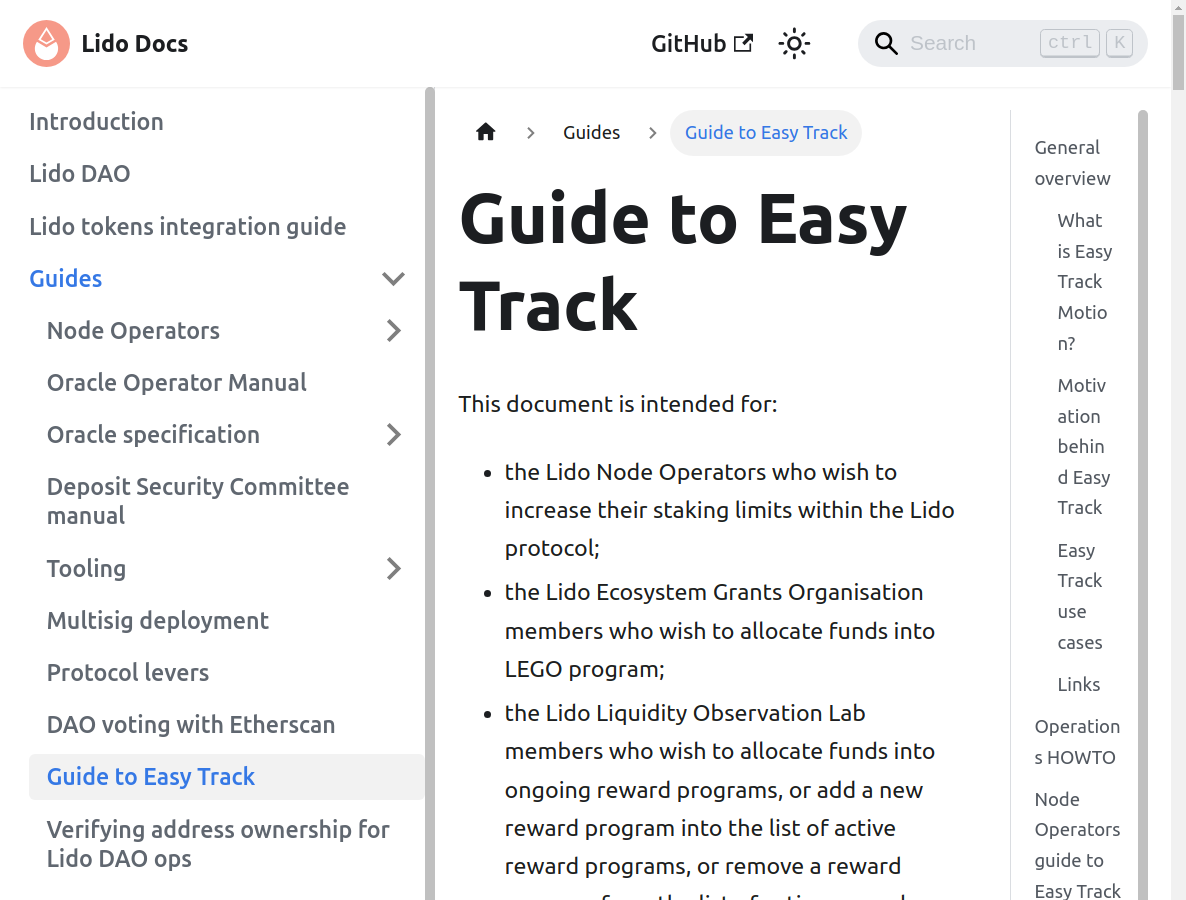 Lido Docs
GitHub
Search
ctrl K
Introduction
Lido DAO
Lido tokens integration guide
Guides
Node Operators
Oracle Operator Manual
Oracle specification
Deposit Security Committee
manual
Tooling
Multisig deployment
Protocol levers
DAO voting with Etherscan
Guide to Easy Track
Verifying address ownership for
Lido DAO ops
Guides
Guide to Easy Track
Guide to Easy
Track
This document is intended for:
the Lido Node Operators who wish to
increase their staking limits within the Lido
protocol;
the Lido Ecosystem Grants Organisation
members who wish to allocate funds into
LEGO program;
the Lido Liquidity Observation Lab
members who wish to allocate funds into
ongoing reward programs, or add a new
reward program into the list of active
reward programs, or remove a reward
General
overview
What
is Easy
Track
Motio
n?
Motiv
ation
behin
d Easy
Track
Easy
Track
use
cases
Links
Operation
s HOWTO
Node
Operators
guide to
Easy Track